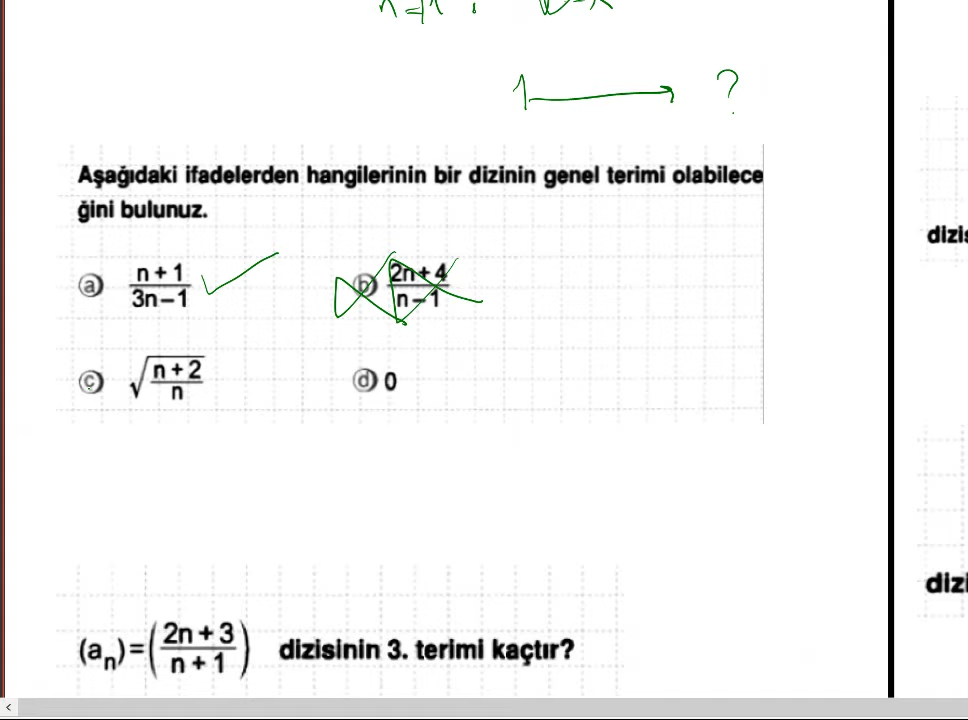 1 → ?
Aşağıdaki ifadelerden hangilerinin bir dizinin genel terimi olabilece
ğini bulunuz.
ⓐ (n + 1)/(3n − 1) ✓ ⓑ (2n + 4)/(n − 1)
ⓒ √((n + 2)/n) ⓓ 0
dizis
(aₙ)=((2n + 3)/(n + 1)) dizisinin 3. terimi kaçtır?
dizi